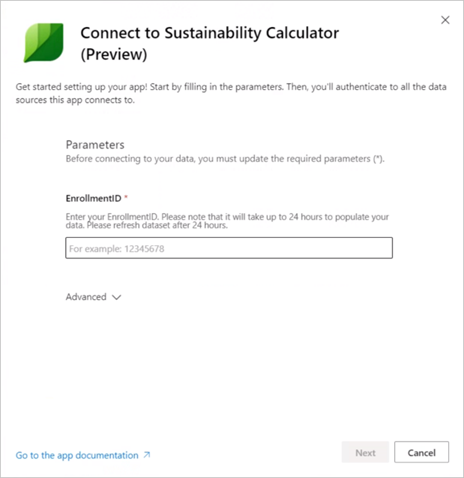 Connect to Sustainability Calculator
(Preview)
Get started setting up your app! Start by filling in the parameters. Then, you'll authenticate to all the data
sources this app connects to.
Parameters
Before connecting to your data, you must update the required parameters (*).
EnrollmentID *
Enter your EnrollmentID. Please note that it will take up to 24 hours to populate your
data. Please refresh dataset after 24 hours.
For example: 12345678
Advanced
Go to the app documentation
Next
Cancel